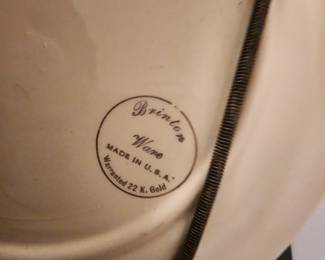 Brinton
Ware
MADE IN U.S.A.
Warranted 22 K. Gold